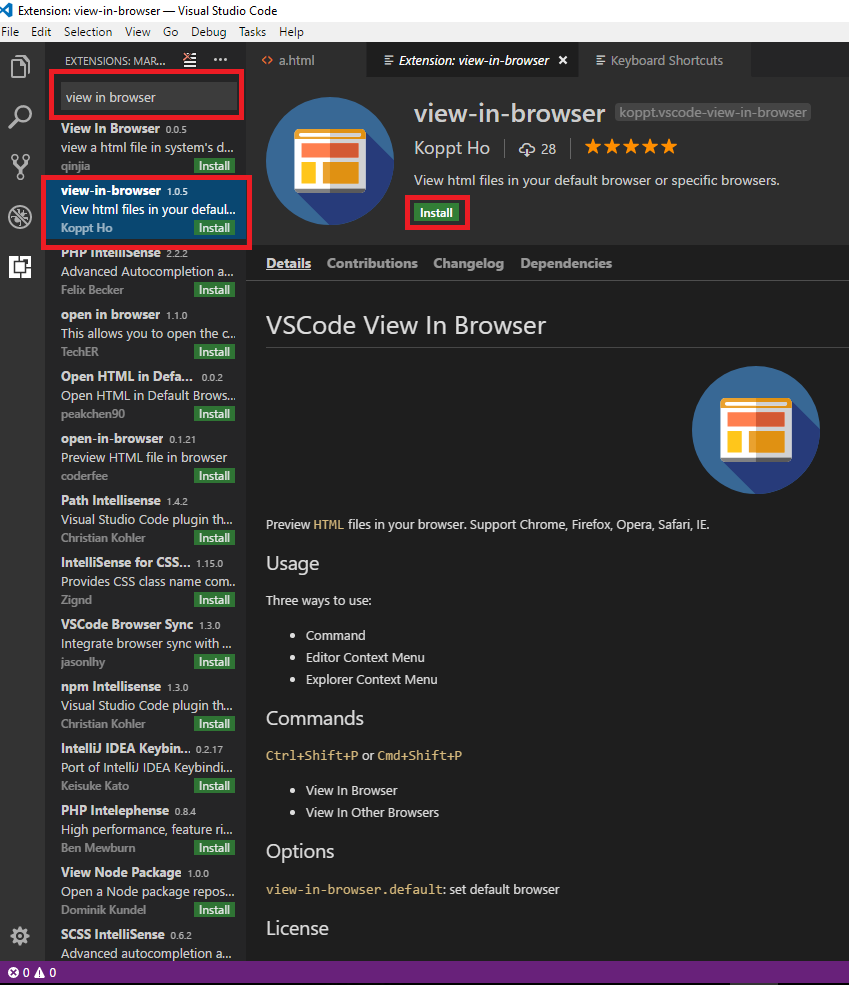 Extension: view-in-browser — Visual Studio Code
File Edit Selection View Go Debug Tasks Help
EXTENSIONS: MAR...
view in browser
View In Browser 0.0.5
view a html file in system's d...
qinjia Install
view-in-browser 1.0.5
View html files in your defaul...
Koppt Ho Install
PHP IntelliSense 2.2.2
Advanced Autocompletion a...
Felix Becker Install
open in browser 1.1.0
This allows you to open the c...
TechER Install
Open HTML in Defa... 0.0.2
Open HTML in Default Brows...
peakchen90 Install
open-in-browser 0.1.21
Preview HTML file in browser
coderfee Install
Path Intellisense 1.4.2
Visual Studio Code plugin th...
Christian Kohler Install
IntelliSense for CSS... 1.15.0
Provides CSS class name com...
Zignd Install
VSCode Browser Sync 1.3.0
Integrate browser sync with ...
jasonlhy Install
npm Intellisense 1.3.0
Visual Studio Code plugin th...
Christian Kohler Install
IntelliJ IDEA Keybin... 0.2.17
Port of IntelliJ IDEA Keybindi...
Keisuke Kato Install
PHP Intelephense 0.8.4
High performance, feature ri...
Ben Mewburn Install
View Node Package 1.0.0
Open a Node package repos...
Dominik Kundel Install
SCSS IntelliSense 0.6.2
Advanced autocompletion a...
<> a.html Extension: view-in-browser × Keyboard Shortcuts
view-in-browser koppt.vscode-view-in-browser
Koppt Ho 28
View html files in your default browser or specific browsers.
Install
Details Contributions Changelog Dependencies
VSCode View In Browser
Preview HTML files in your browser. Support Chrome, Firefox, Opera, Safari, IE.
Usage
Three ways to use:
• Command
• Editor Context Menu
• Explorer Context Menu
Commands
Ctrl+Shift+P or Cmd+Shift+P
• View In Browser
• View In Other Browsers
Options
view-in-browser.default: set default browser
License
0 0